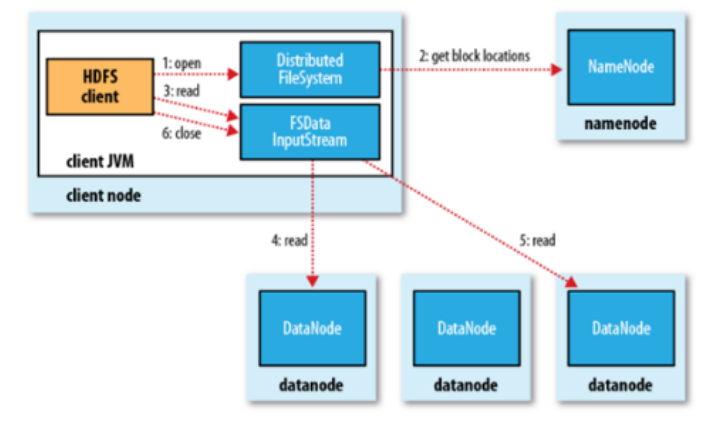 HDFS
client
1: open
3: read
6: close
Distributed
FileSystem
FSData
InputStream
client JVM
client node
2: get block locations
NameNode
namenode
4: read
5: read
DataNode
datanode
DataNode
datanode
DataNode
datanode